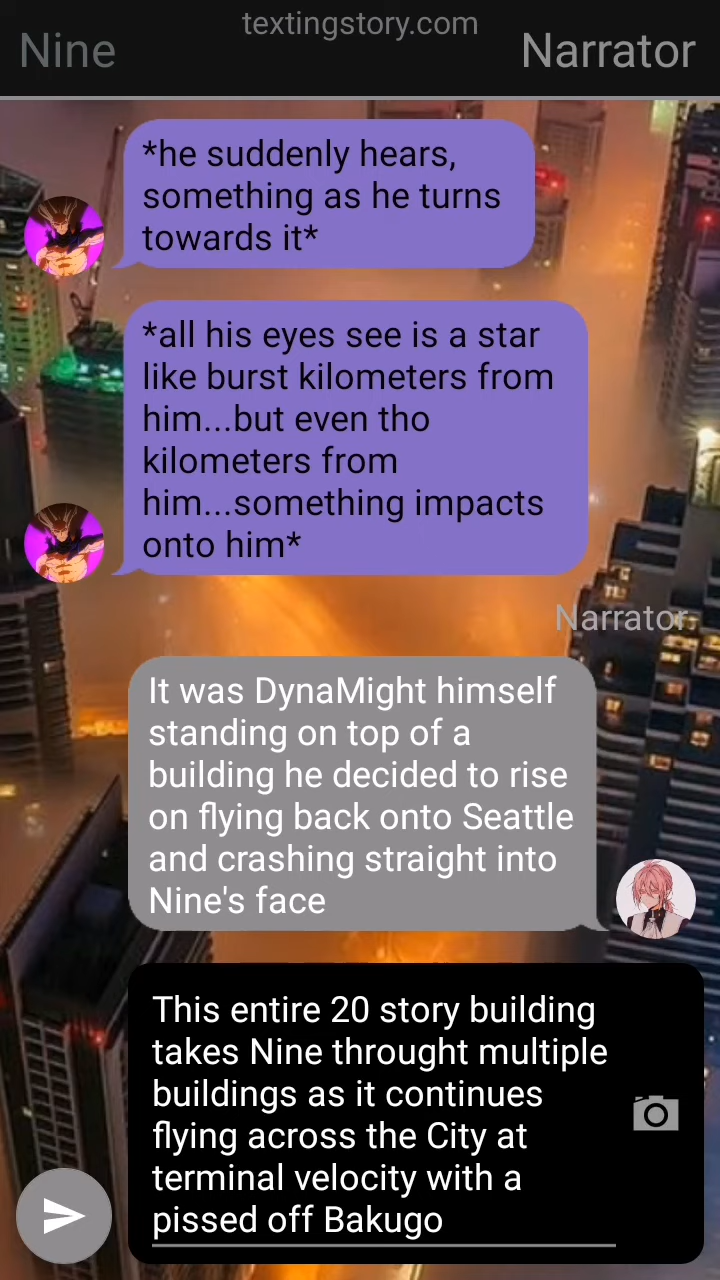 textingstory.com
Nine
Narrator
*he suddenly hears,
something as he turns
towards it*
*all his eyes see is a star
like burst kilometers from
him...but even tho
kilometers from
him...something impacts
onto him*
Narrator
It was DynaMight himself
standing on top of a
building he decided to rise
on flying back onto Seattle
and crashing straight into
Nine's face
This entire 20 story building
takes Nine throught multiple
buildings as it continues
flying across the City at
terminal velocity with a
pissed off Bakugo